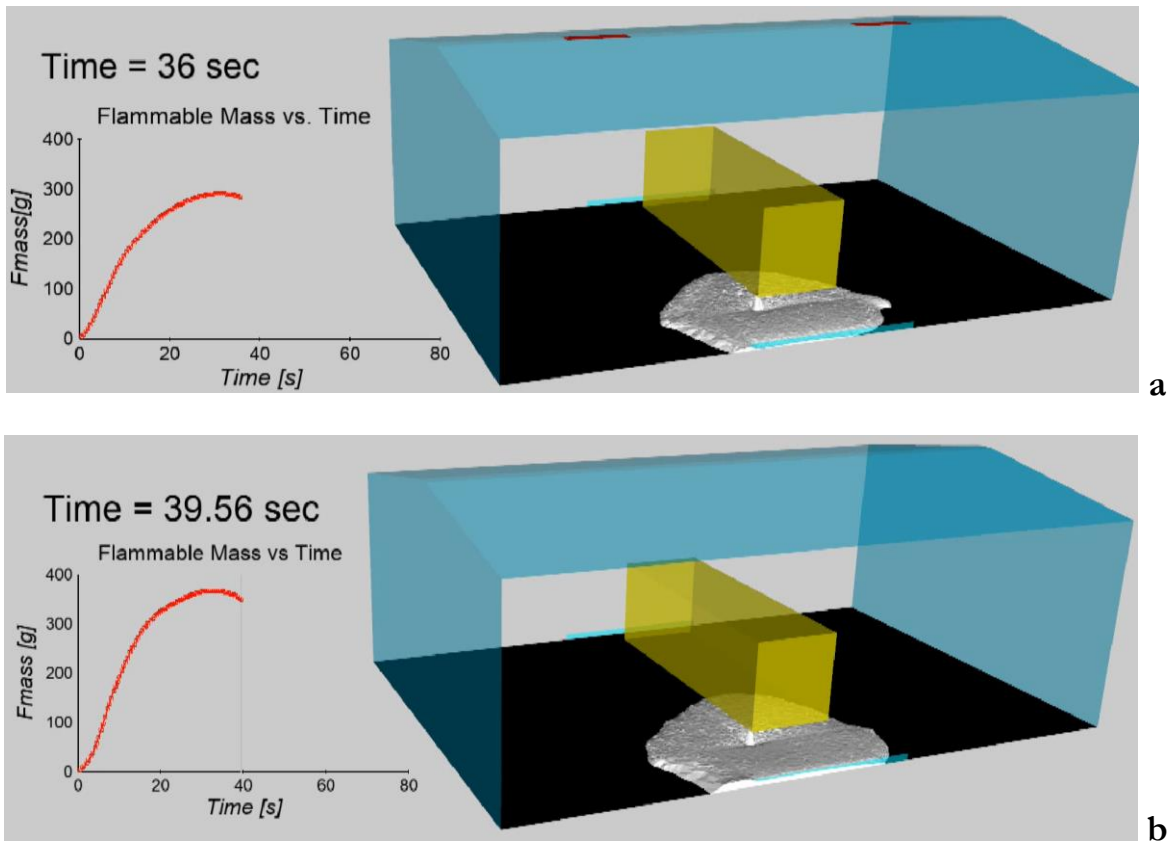 Time = 36 sec
Flammable Mass vs. Time
400
300
200
100
0
Fmass[g]
0 20 40 60 80
Time [s]
a
Time = 39.56 sec
Flammable Mass vs Time
400
300
200
100
0
Fmass [g]
0 20 40 60 80
Time [s]
b